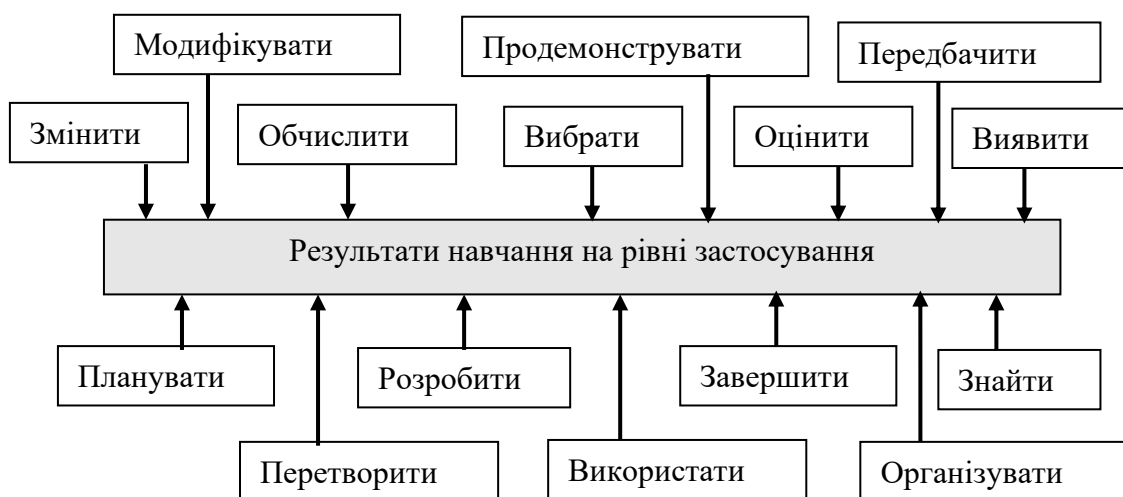 Модифікувати
Продемонструвати
Передбачити
Змінити
Обчислити
Вибрати
Оцінити
Виявити
Результати навчання на рівні застосування
Планувати
Розробити
Завершити
Знайти
Перетворити
Використати
Організувати